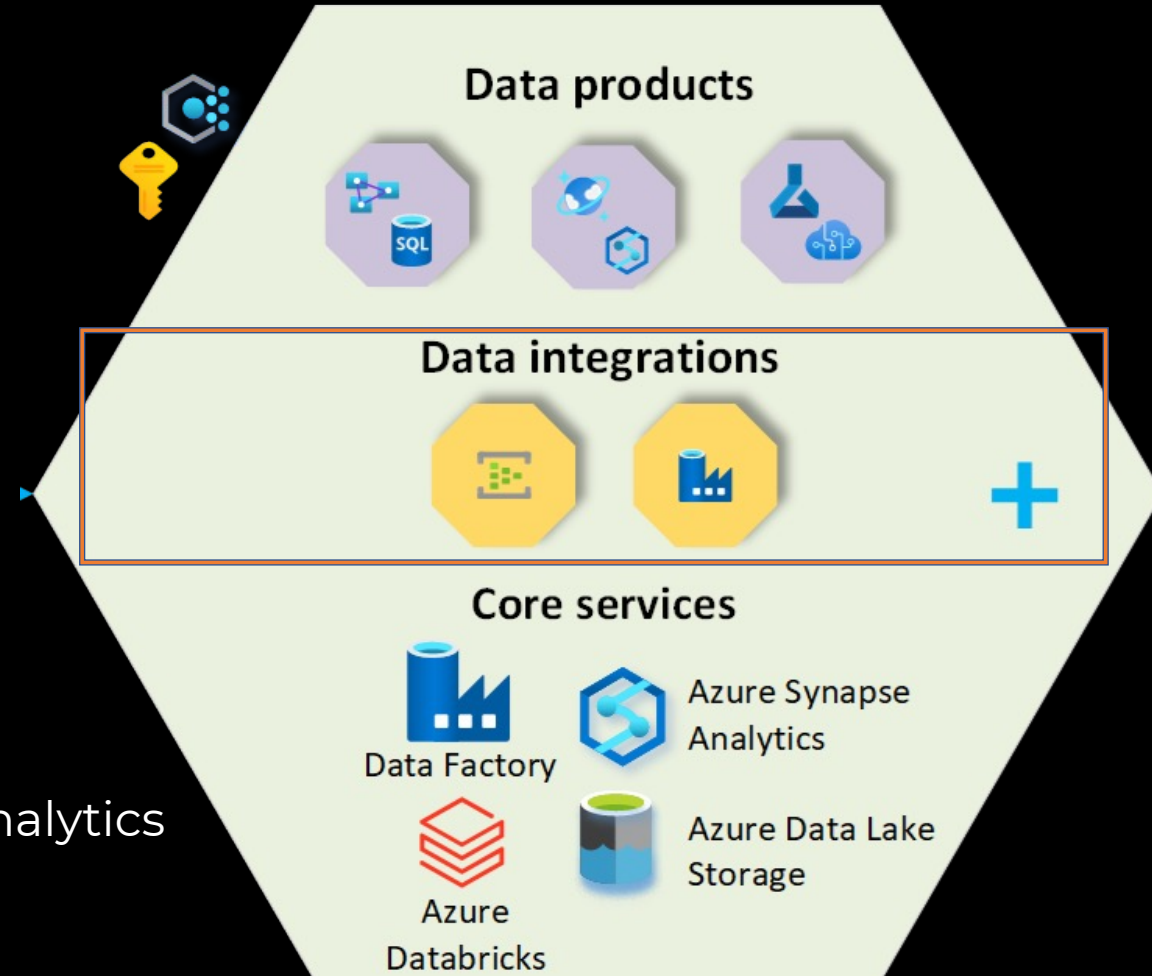 Data products
SQL
Data integrations
Core services
Data Factory
Azure Synapse
Analytics
nalytics
Azure
Databricks
Azure Data Lake
Storage